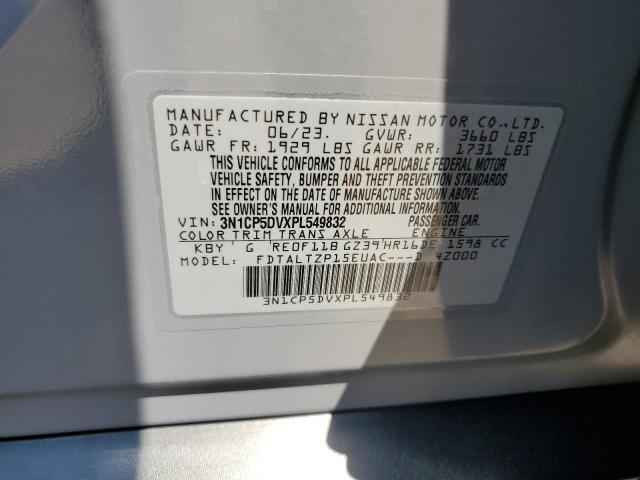 MANUFACTURED BY NISSAN MOTOR CO., LTD.
DATE: 06/23. GVWR: 3660 LBS
GAWR FR: 1929 LBS GAWR RR: 1731 LBS
THIS VEHICLE CONFORMS TO ALL APPLICABLE FEDERAL MOTOR
VEHICLE SAFETY, BUMPER AND THEFT PREVENTION STANDARDS
IN EFFECT ON THE DATE OF MANUFACTURE SHOWN ABOVE.
SEE OWNER'S MANUAL FOR ADDITIONAL INFORMATION.
VIN: 3N1CP5DVXPL549832 PASSENGER CAR.
COLOR TRIM TRANS AXLE ENGINE
KBY G RE0F11B GZ39 HR16DE 1598 CC
MODEL: FDTALTZP15EUAC---D 4Z000
3N1CP5DVXPL549832